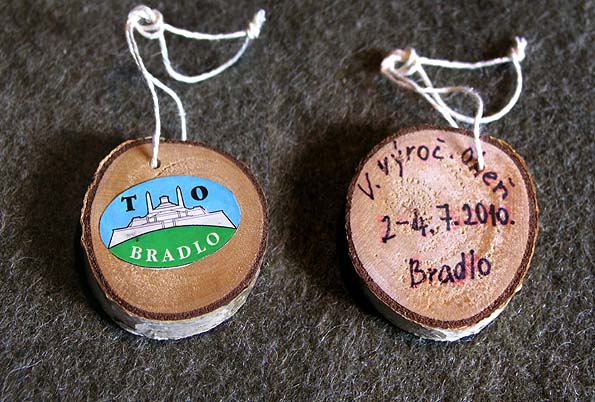 T O
BRADLO
V. výroč. oheň.
2-4.7.2010.
Bradlo